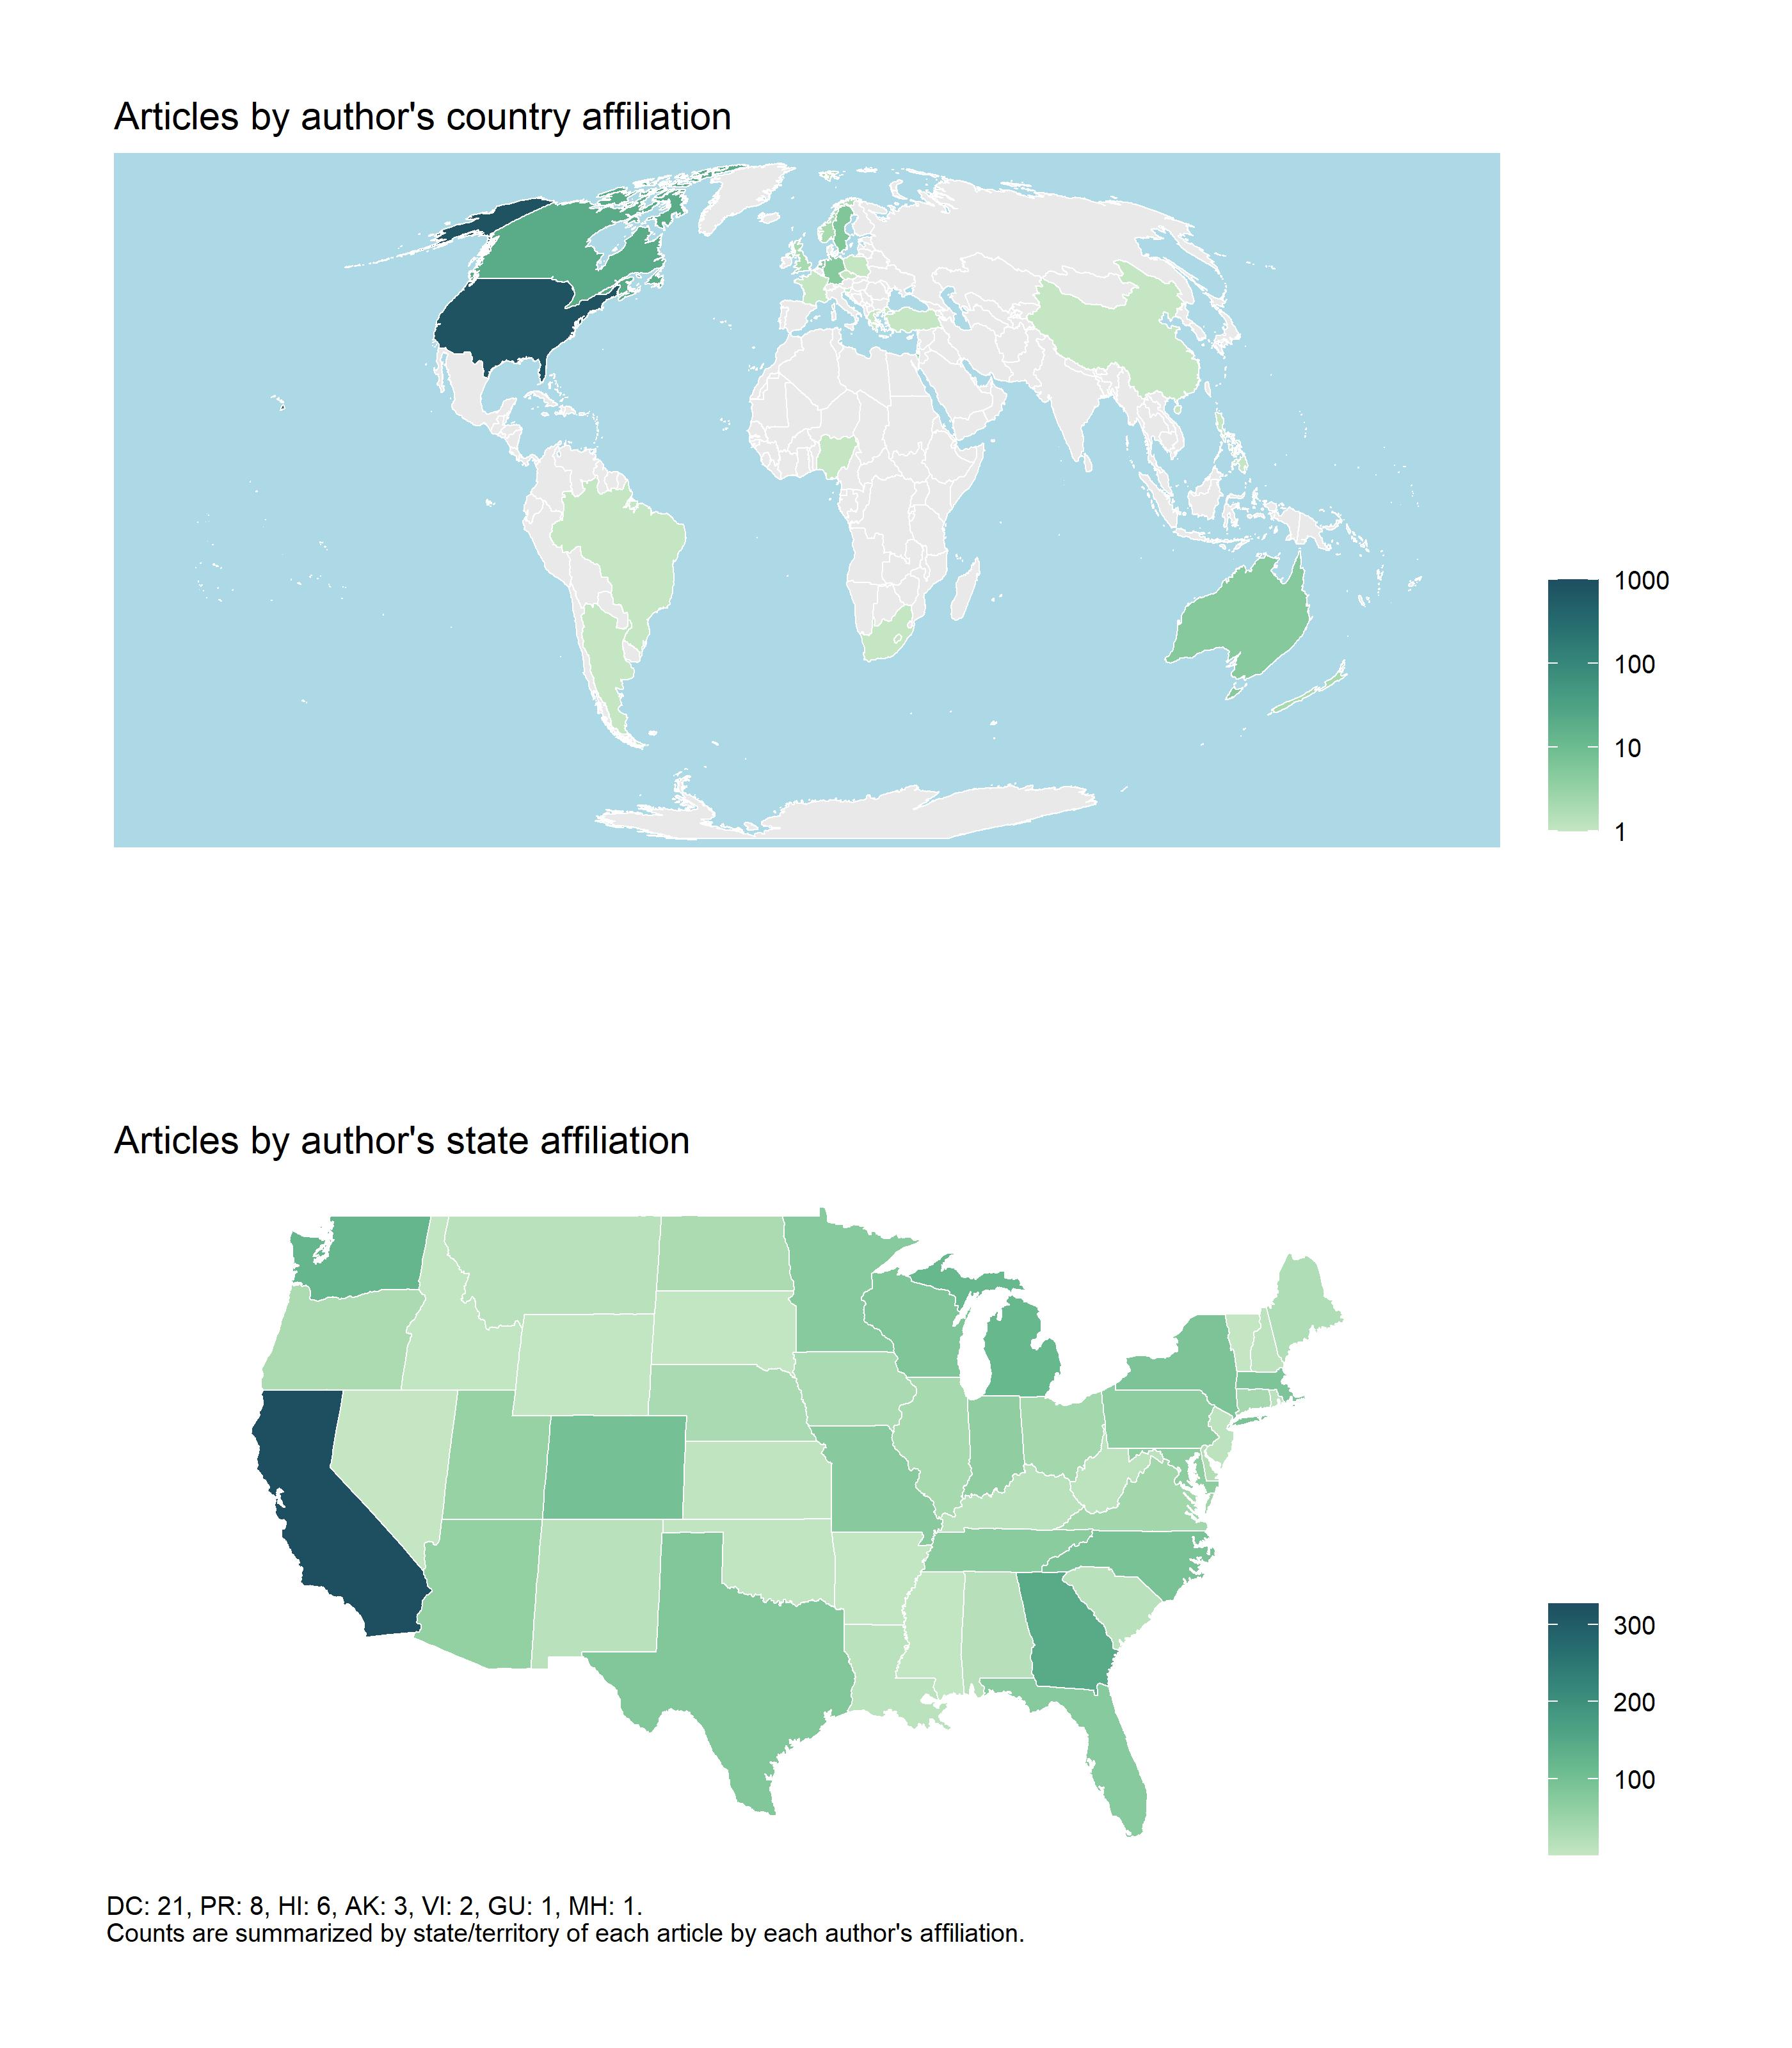 Articles by author's country affiliation
1000
100
10
1
Articles by author's state affiliation
300
200
100
DC: 21, PR: 8, HI: 6, AK: 3, VI: 2, GU: 1, MH: 1.
Counts are summarized by state/territory of each article by each author's affiliation.